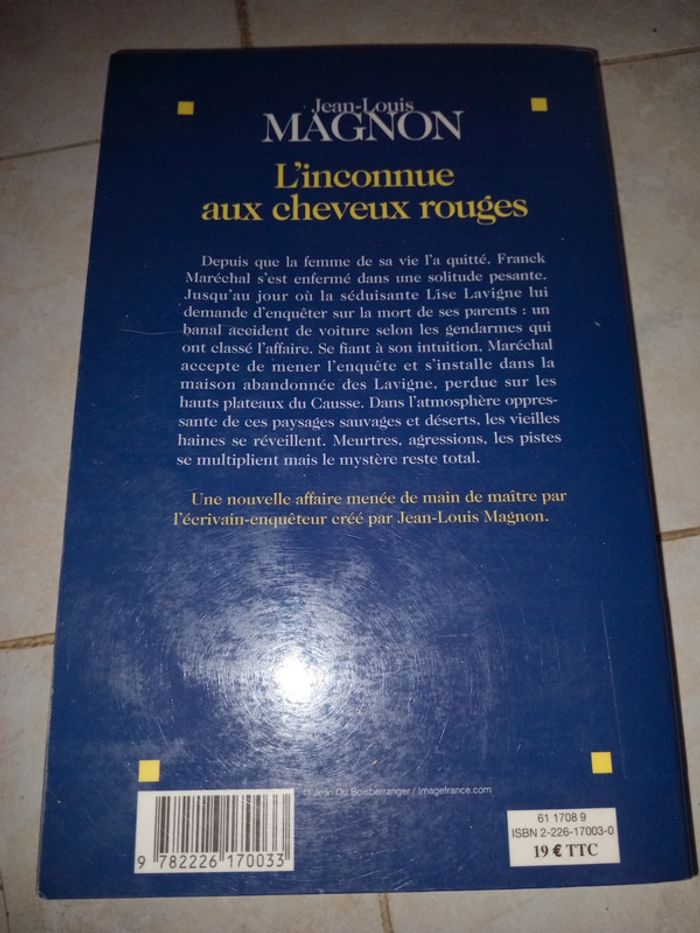 Jean-Louis
MAGNON
L'inconnue
aux cheveux rouges
Depuis que la femme de sa vie l'a quitté, Franck
Maréchal s'est enfermé dans une solitude pesante.
Jusqu'au jour où la séduisante Lise Lavigne lui
demande d'enquêter sur la mort de ses parents : un
banal accident de voiture selon les gendarmes qui
ont classé l'affaire. Se fiant à son intuition, Maréchal
accepte de mener l'enquête et s'installe dans la
maison abandonnée des Lavigne, perdue sur les
hauts plateaux du Causse. Dans l'atmosphère oppres-
sante de ces paysages sauvages et déserts, les vieilles
haines se réveillent. Meurtres, agressions, les pistes
se multiplient mais le mystère reste total.
Une nouvelle affaire menée de main de maître par
l'écrivain-enquêteur créé par Jean-Louis Magnon.
© Jean Du Boisberranger / Imagefrance.com
9 782226 170033
61 1708 9
ISBN 2-226-17003-0
19 € TTC